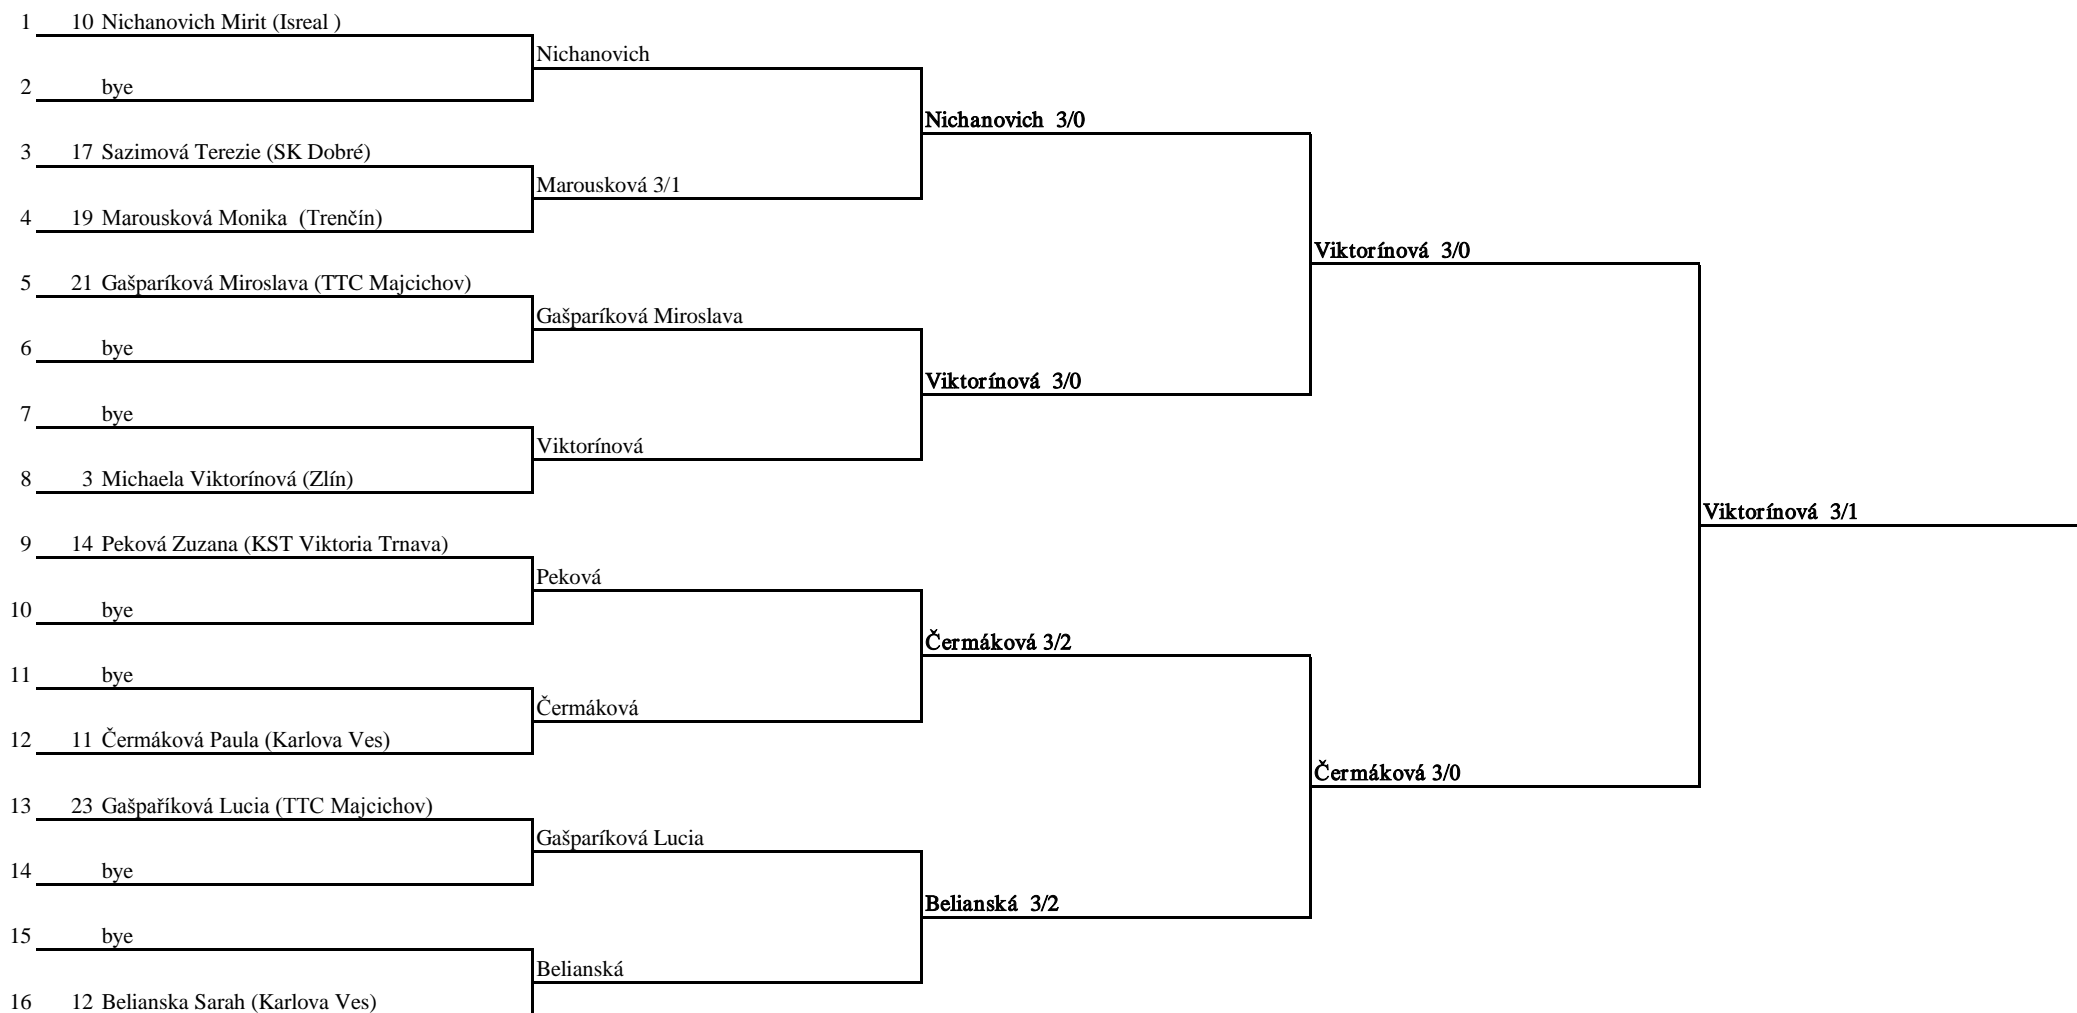 1 10 Nichanovich Mirit (Isreal )
Nichanovich
2 bye
Nichanovich 3/0
3 17 Sazimová Terezie (SK Dobré)
Marousková 3/1
4 19 Marousková Monika (Trenčín)
Viktorínová 3/0
5 21 Gašparíková Miroslava (TTC Majcichov)
Gašparíková Miroslava
6 bye
Viktorínová 3/0
7 bye
Viktorínová
8 3 Michaela Viktorínová (Zlín)
Viktorínová 3/1
9 14 Peková Zuzana (KST Viktoria Trnava)
Peková
10 bye
Čermáková 3/2
11 bye
Čermáková
12 11 Čermáková Paula (Karlova Ves)
Čermáková 3/0
13 23 Gašpaříková Lucia (TTC Majcichov)
Gašparíková Lucia
14 bye
Belianská 3/2
15 bye
Belianská
16 12 Belianska Sarah (Karlova Ves)